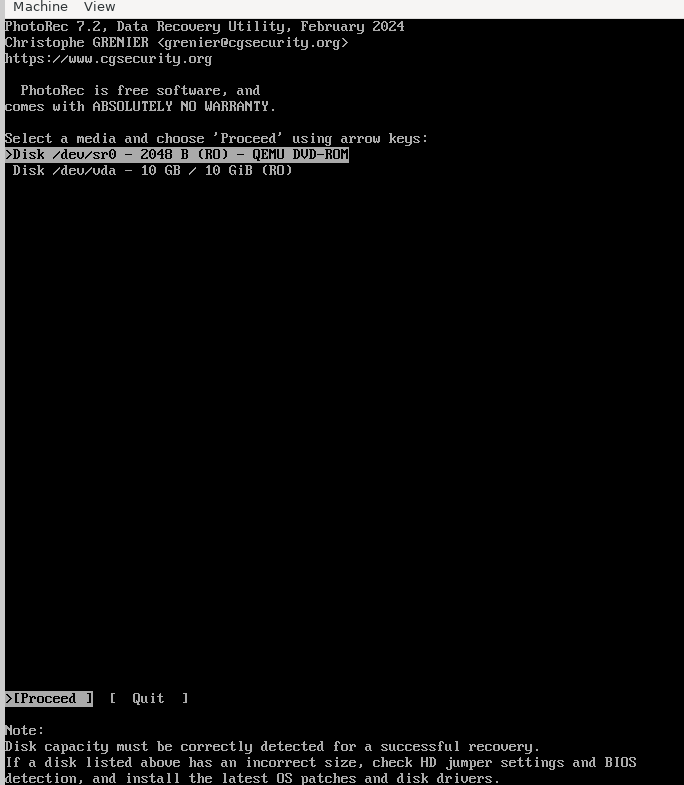 Machine View
PhotoRec 7.2, Data Recovery Utility, February 2024
Christophe GRENIER <grenier@cgsecurity.org>
https://www.cgsecurity.org
PhotoRec is free software, and
comes with ABSOLUTELY NO WARRANTY.
Select a media and choose 'Proceed' using arrow keys:
>Disk /dev/sr0 - 2048 B (RO) - QEMU DVD-ROM
Disk /dev/vda - 10 GB / 10 GiB (RO)
>[Proceed ] [ Quit ]
Note:
Disk capacity must be correctly detected for a successful recovery.
If a disk listed above has an incorrect size, check HD jumper settings and BIOS
detection, and install the latest OS patches and disk drivers.